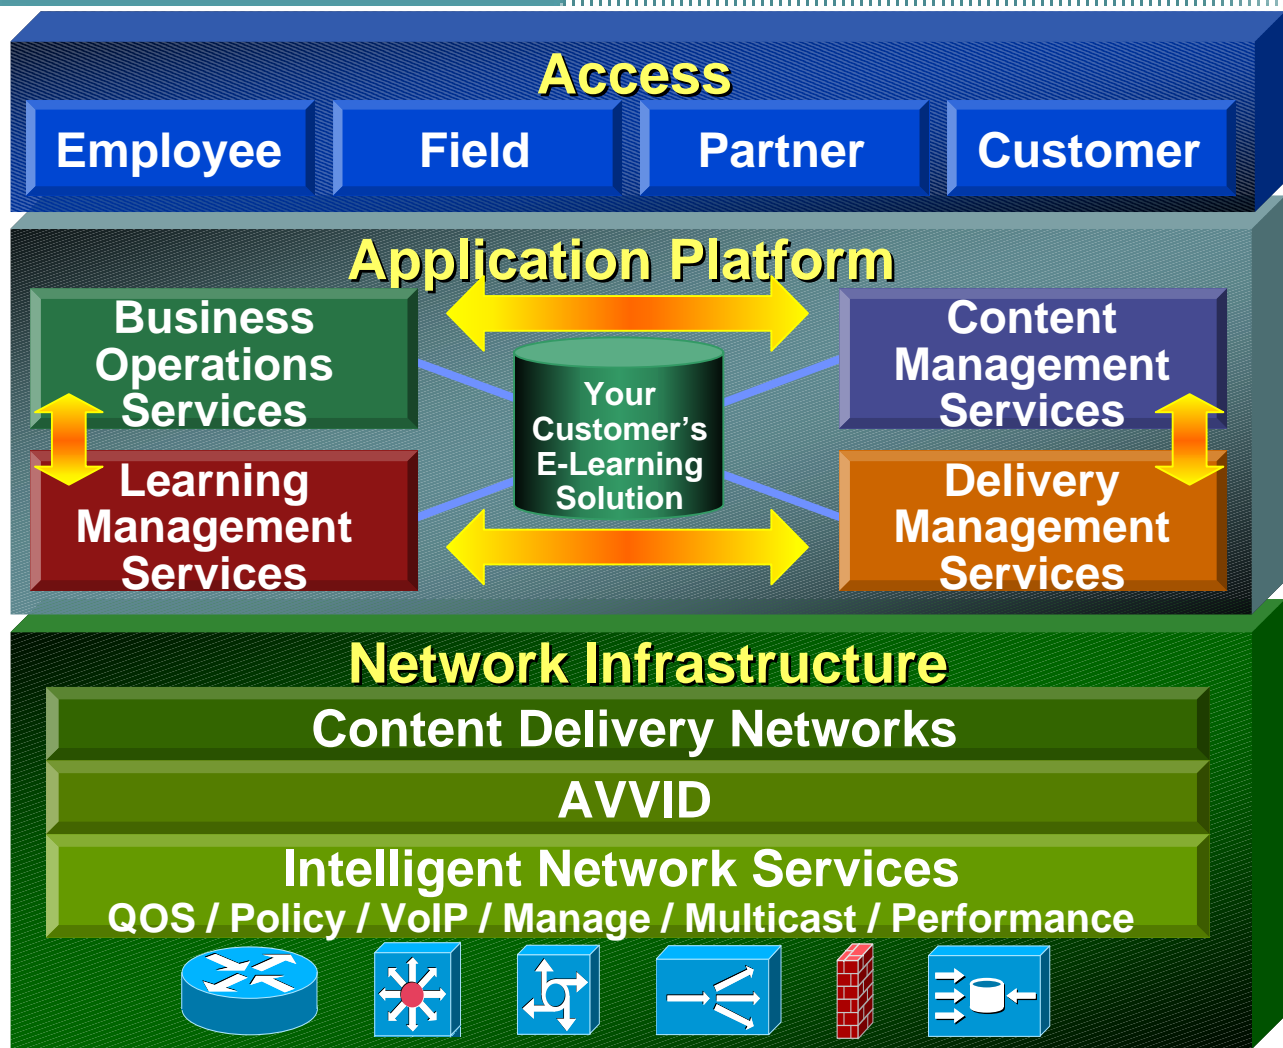 Access
Employee
Field
Partner
Customer
Application Platform
Business
Operations
Services
Content
Management
Services
Your
Customer’s
E-Learning
Solution
Learning
Management
Services
Delivery
Management
Services
Network Infrastructure
Content Delivery Networks
AVVID
Intelligent Network Services
QOS / Policy / VoIP / Manage / Multicast / Performance